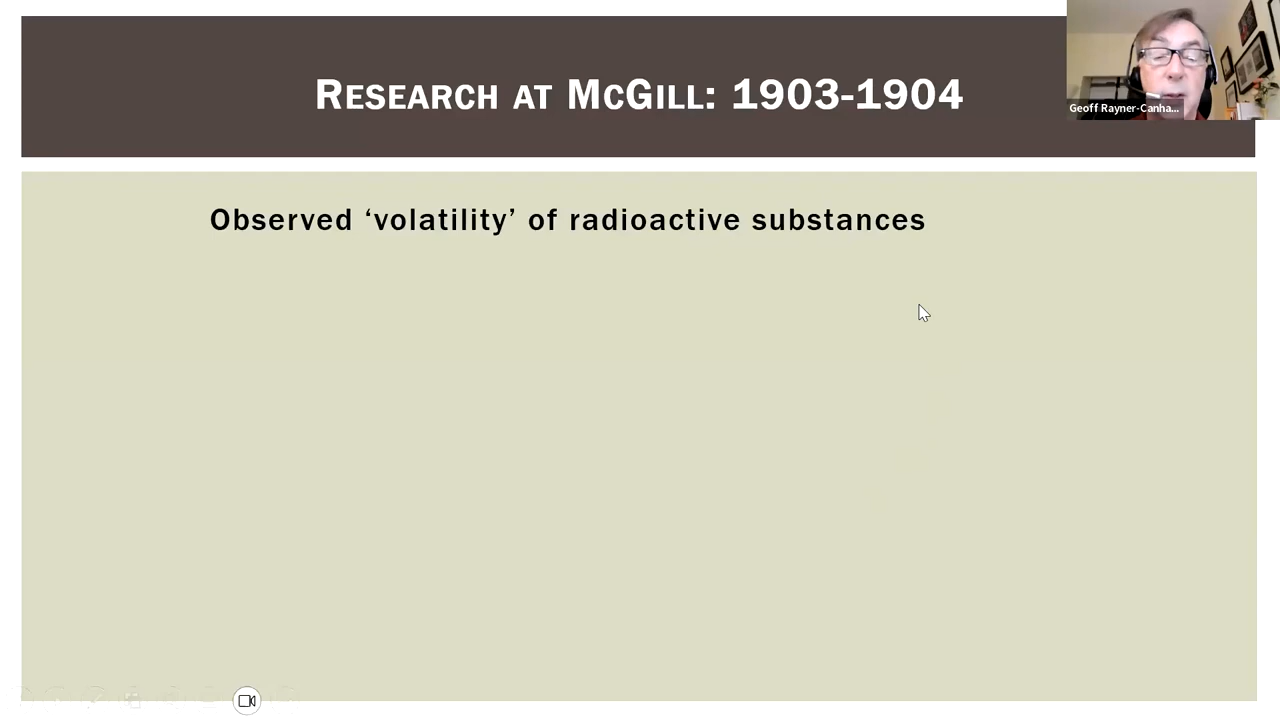 Research at McGill: 1903-1904
Geoff Rayner-Canha...
Observed ‘volatility’ of radioactive substances